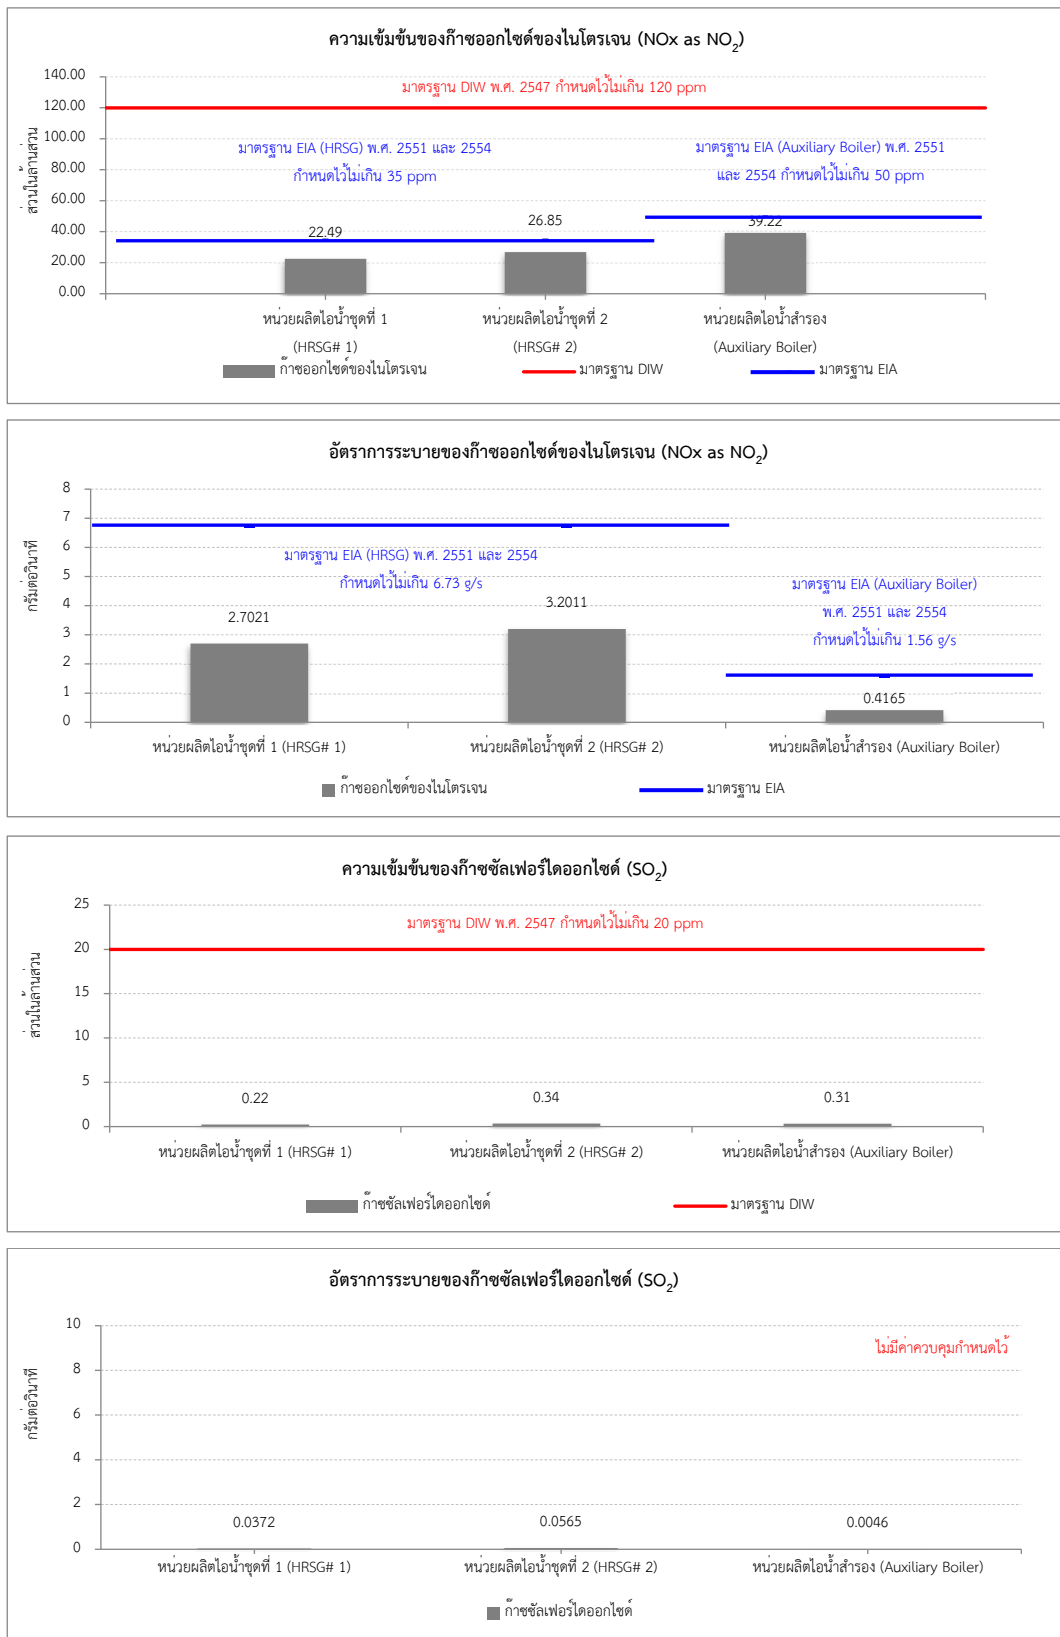 ความเข้มข้นของก๊าซออกไซด์ของไนโตรเจน (NOx as NO2)
ส่วนในล้านส่วน
140.00
120.00
100.00
80.00
60.00
40.00
20.00
0.00
มาตรฐาน DIW พ.ศ. 2547 กำหนดไว้ไม่เกิน 120 ppm
มาตรฐาน EIA (HRSG) พ.ศ. 2551 และ 2554
กำหนดไว้ไม่เกิน 35 ppm
มาตรฐาน EIA (Auxiliary Boiler) พ.ศ. 2551
และ 2554 กำหนดไว้ไม่เกิน 50 ppm
22.49
26.85
39.22
หน่วยผลิตไอน้ำชุดที่ 1
(HRSG# 1)
หน่วยผลิตไอน้ำชุดที่ 2
(HRSG# 2)
หน่วยผลิตไอน้ำสำรอง
(Auxiliary Boiler)
ก๊าซออกไซด์ของไนโตรเจน
มาตรฐาน DIW
มาตรฐาน EIA
อัตราการระบายของก๊าซออกไซด์ของไนโตรเจน (NOx as NO2)
กรัมต่อวินาที
8
7
6
5
4
3
2
1
0
มาตรฐาน EIA (HRSG) พ.ศ. 2551 และ 2554
กำหนดไว้ไม่เกิน 6.73 g/s
มาตรฐาน EIA (Auxiliary Boiler)
พ.ศ. 2551 และ 2554
กำหนดไว้ไม่เกิน 1.56 g/s
2.7021
3.2011
0.4165
หน่วยผลิตไอน้ำชุดที่ 1 (HRSG# 1)
หน่วยผลิตไอน้ำชุดที่ 2 (HRSG# 2)
หน่วยผลิตไอน้ำสำรอง (Auxiliary Boiler)
ก๊าซออกไซด์ของไนโตรเจน
มาตรฐาน EIA
ความเข้มข้นของก๊าซซัลเฟอร์ไดออกไซด์ (SO2)
ส่วนในล้านส่วน
25
20
15
10
5
0
มาตรฐาน DIW พ.ศ. 2547 กำหนดไว้ไม่เกิน 20 ppm
0.22
0.34
0.31
หน่วยผลิตไอน้ำชุดที่ 1 (HRSG# 1)
หน่วยผลิตไอน้ำชุดที่ 2 (HRSG# 2)
หน่วยผลิตไอน้ำสำรอง (Auxiliary Boiler)
ก๊าซซัลเฟอร์ไดออกไซด์
มาตรฐาน DIW
อัตราการระบายของก๊าซซัลเฟอร์ไดออกไซด์ (SO2)
กรัมต่อวินาที
10
8
6
4
2
0
ไม่มีค่าควบคุมกำหนดไว้
0.0372
0.0565
0.0046
หน่วยผลิตไอน้ำชุดที่ 1 (HRSG# 1)
หน่วยผลิตไอน้ำชุดที่ 2 (HRSG# 2)
หน่วยผลิตไอน้ำสำรอง (Auxiliary Boiler)
ก๊าซซัลเฟอร์ไดออกไซด์